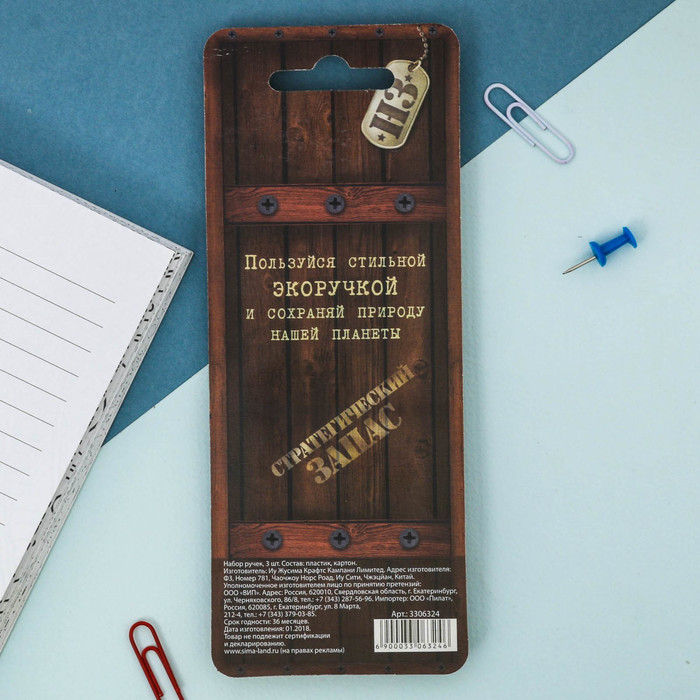 НЗ
Пользуйся стильной
экоручкой
и сохраняй природу
нашей планеты
СТРАТЕГИЧЕСКИЙ
ЗАПАС
Набор ручек, 3 шт. Состав: пластик, картон.
Изготовитель: Иу Жусима Крафтс Кампани Лимитед. Адрес изготовителя:
Ф3, Номер 781, Чаочжоу Норс Роад, Иу Сити, Чжэцйан, Китай.
Уполномоченное изготовителем лицо по принятию претензий:
ООО «ВИП». Адрес: Россия, 620010, Свердловская область, г. Екатеринбург,
ул. Черняховского, 86/8, тел.: +7 (343) 287-56-96. Импортер: ООО «Пилат»,
Россия, 620085, г. Екатеринбург, ул. 8 Марта,
212-4, тел.: +7 (343) 379-03-85.
Срок годности: 36 месяцев.
Дата изготовления: 01.2018.
Товар не подлежит сертификации
и декларированию.
www.sima-land.ru (на правах рекламы)
Арт.: 3306324
6 900033 063246